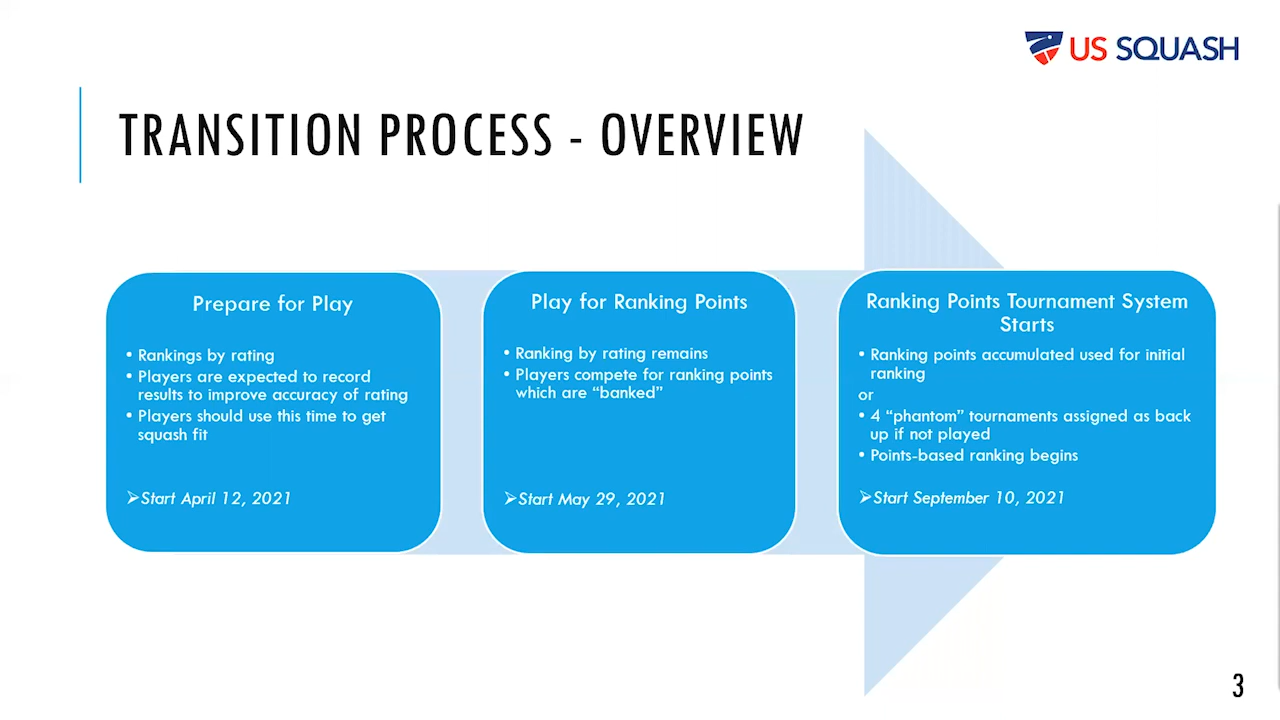 US SQUASH
TRANSITION PROCESS - OVERVIEW
Prepare for Play
• Rankings by rating
• Players are expected to record
results to improve accuracy of rating
• Players should use this time to get
squash fit
➢Start April 12, 2021
Play for Ranking Points
• Ranking by rating remains
• Players compete for ranking points
which are “banked”
➢Start May 29, 2021
Ranking Points Tournament System
Starts
• Ranking points accumulated used for initial
ranking
or
• 4 “phantom” tournaments assigned as back
up if not played
• Points-based ranking begins
➢Start September 10, 2021
3